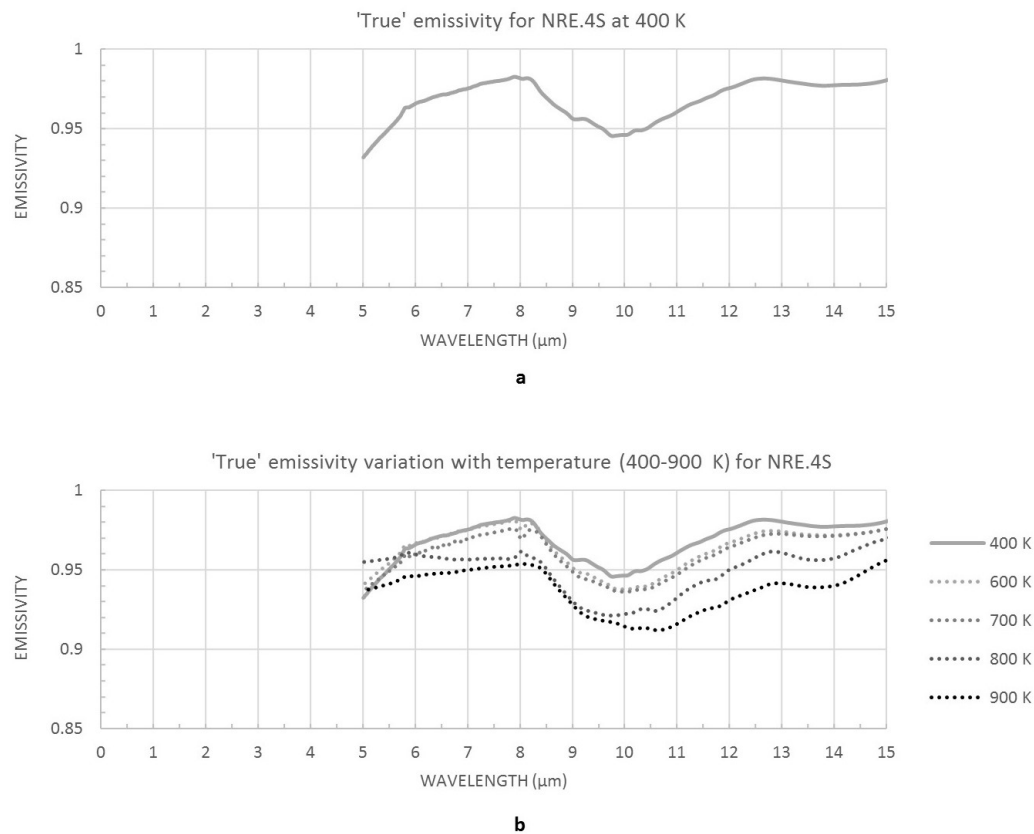 'True' emissivity for NRE.4S at 400 K
1
0.95
0.9
0.85
EMISSIVITY
0 1 2 3 4 5 6 7 8 9 10 11 12 13 14 15
WAVELENGTH (µm)
a
'True' emissivity variation with temperature (400-900 K) for NRE.4S
1
0.95
0.9
0.85
EMISSIVITY
0 1 2 3 4 5 6 7 8 9 10 11 12 13 14 15
WAVELENGTH (µm)
400 K
600 K
700 K
800 K
900 K
b